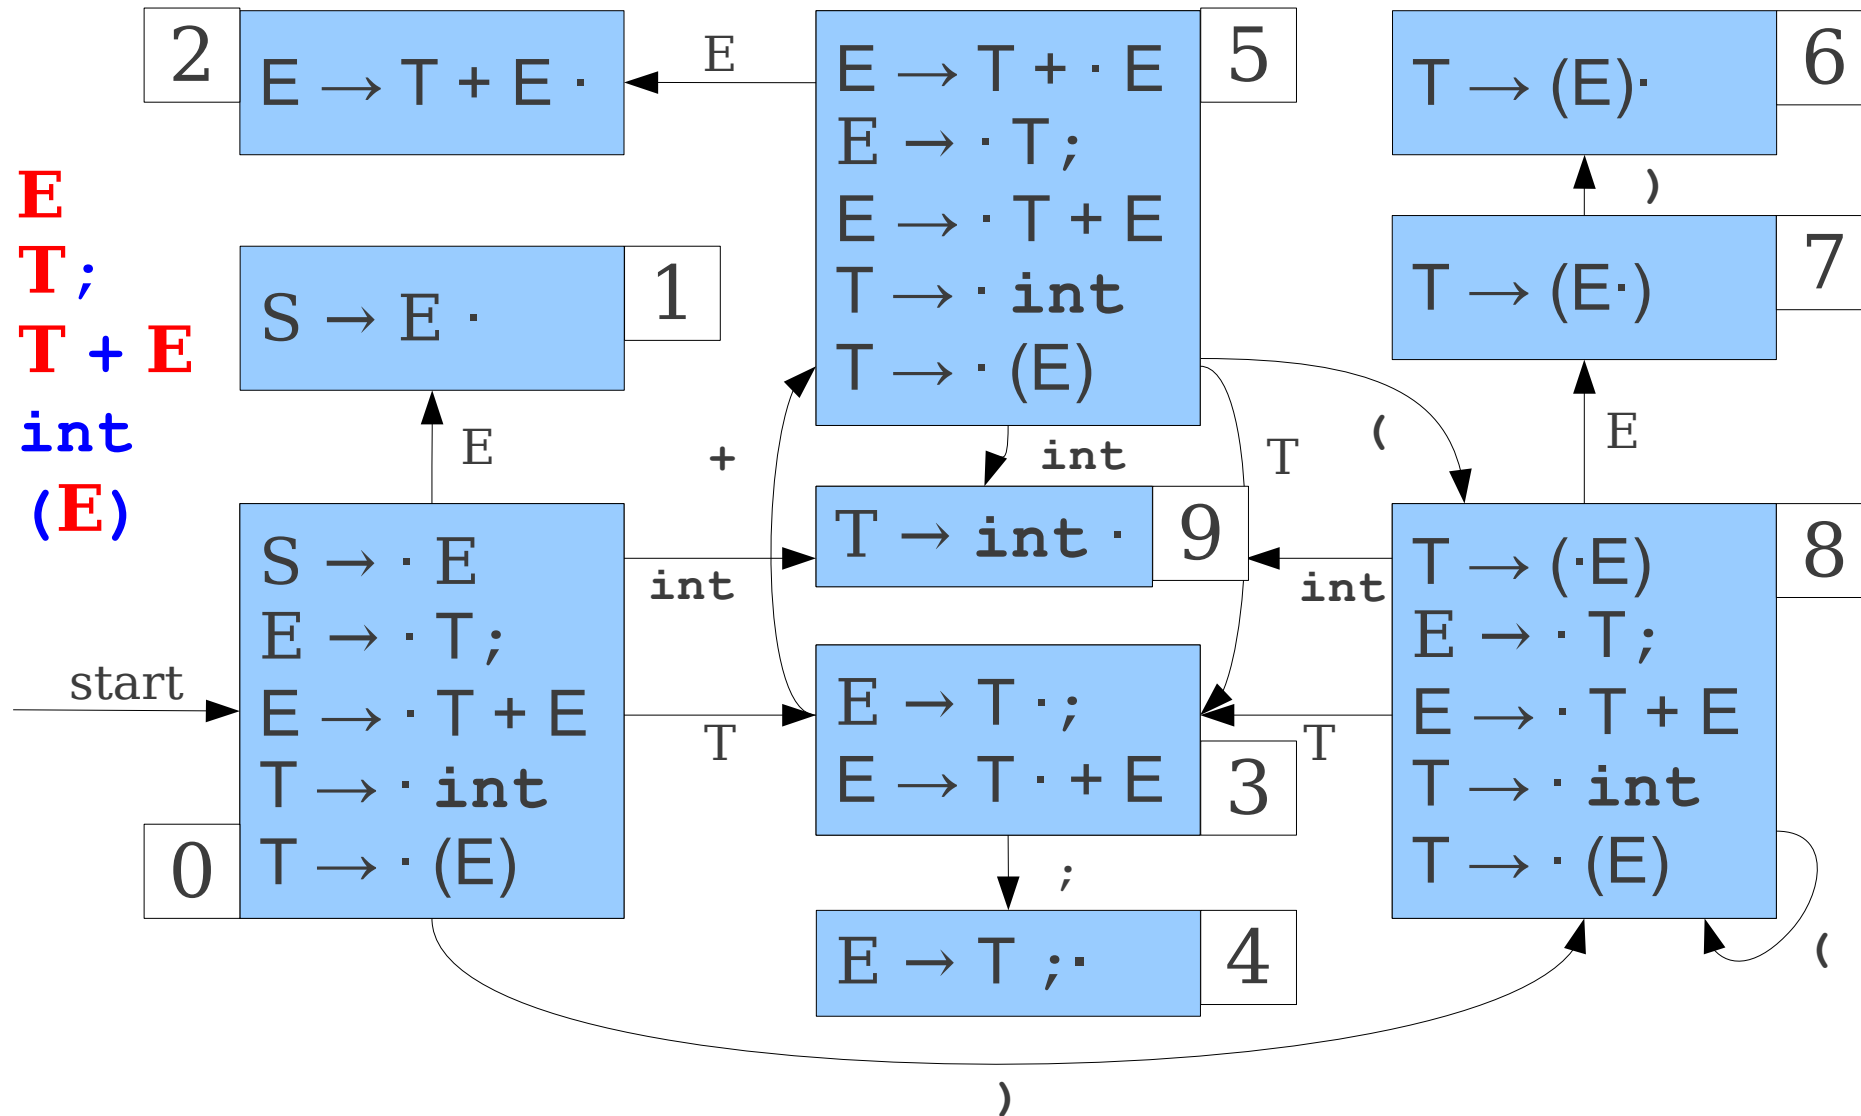 2
E → T + E ·
E
5
E → T + · E
E → · T ;
E → · T + E
T → · int
T → · (E)
6
T → (E)·
)
7
T → (E·)
E
T ;
T + E
int
(E)
1
S → E ·
E
+
int
T
(
E
0
S → · E
E → · T ;
E → · T + E
T → · int
T → · (E)
start
int
T
9
T → int ·
int
T
3
E → T · ;
E → T · + E
;
4
E → T ;·
8
T → (·E)
E → · T ;
E → · T + E
T → · int
T → · (E)
(
)